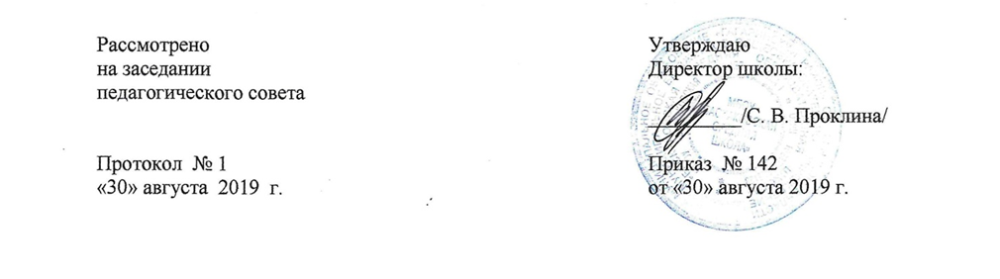 Рассмотрено
на заседании
педагогического совета
Протокол № 1
«30» августа 2019 г.
Утверждаю
Директор школы:
/С. В. Проклина/
Приказ № 142
от «30» августа 2019 г.